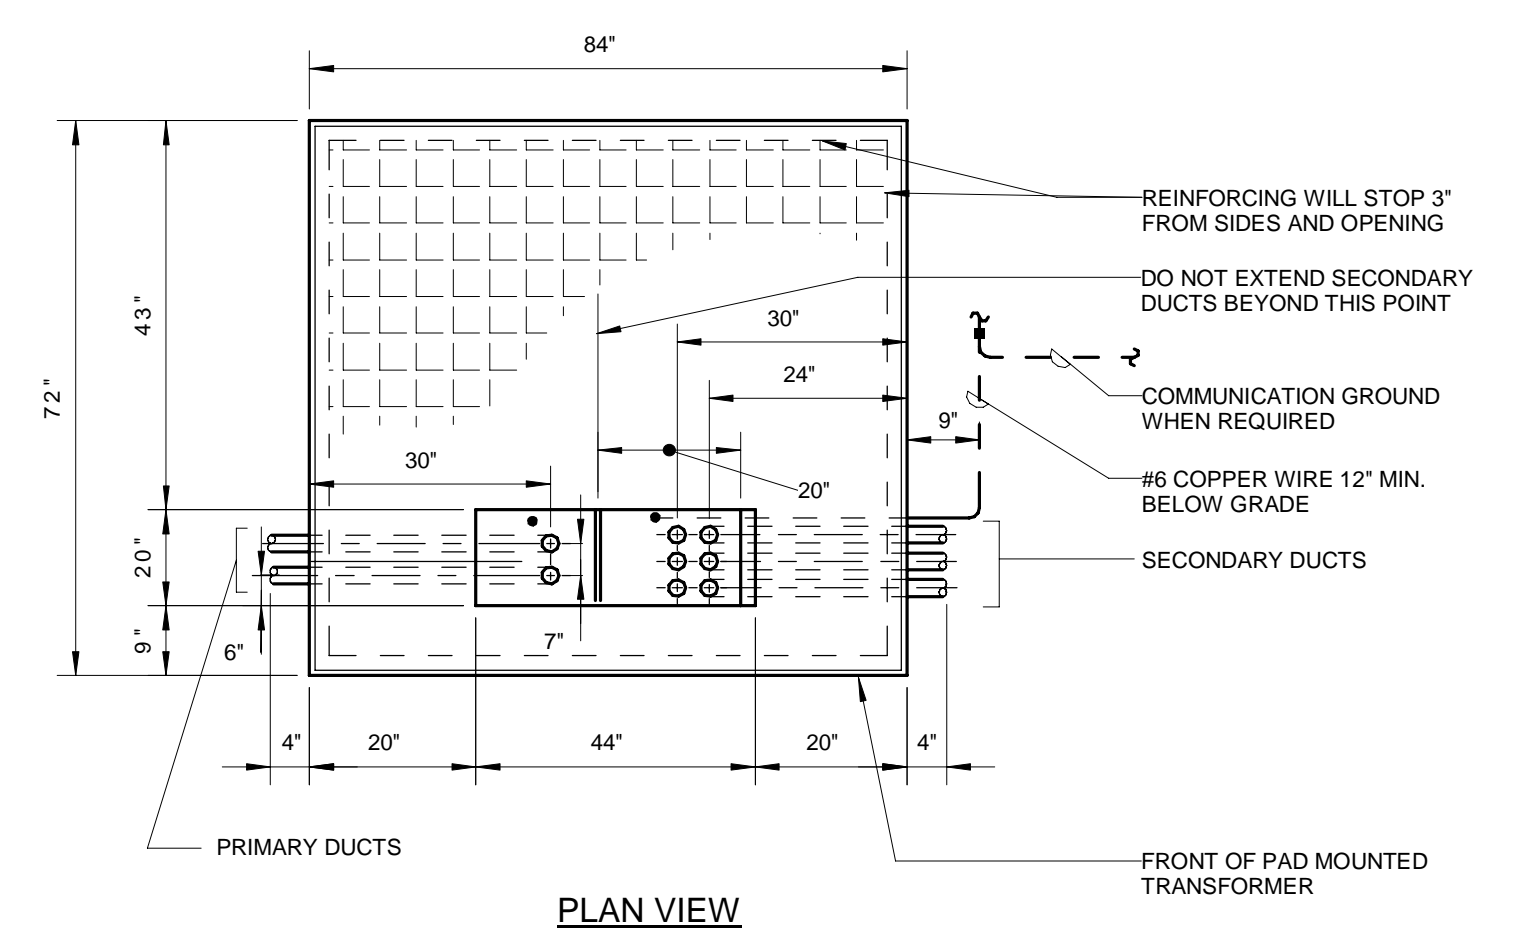 84"
REINFORCING WILL STOP 3"
FROM SIDES AND OPENING
DO NOT EXTEND SECONDARY
DUCTS BEYOND THIS POINT
43"
30"
72"
24"
COMMUNICATION GROUND
WHEN REQUIRED
9"
30"
20"
#6 COPPER WIRE 12" MIN.
BELOW GRADE
20"
SECONDARY DUCTS
9"
6"
7"
4"
20"
44"
20"
4"
PRIMARY DUCTS
FRONT OF PAD MOUNTED
TRANSFORMER
PLAN VIEW